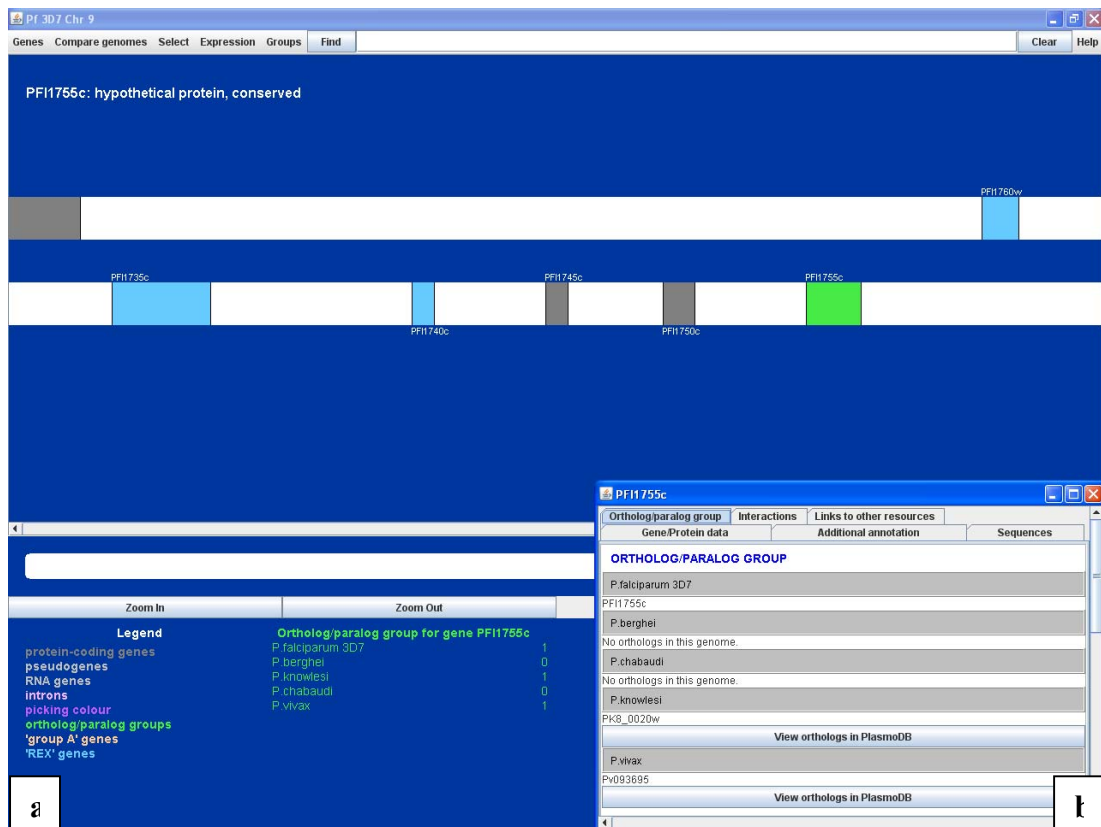 Pf 3D7 Chr 9
Genes Compare genomes Select Expression Groups Find Clear Help
PFI1755c: hypothetical protein, conserved
PFI1760w
PFI1735c PFI1745c PFI1755c
PFI1740c PFI1750c
PFI1755c
Ortholog/paralog group Interactions Links to other resources
Gene/Protein data Additional annotation Sequences
ORTHOLOG/PARALOG GROUP
P.falciparum 3D7
PFI1755c
P.berghei
No orthologs in this genome.
P.chabaudi
No orthologs in this genome.
P.knowlesi
PK8_0020w
View orthologs in PlasmoDB
P.vivax
Pv093695
View orthologs in PlasmoDB
Zoom In Zoom Out
Legend
protein-coding genes
pseudogenes
RNA genes
introns
picking colour
ortholog/paralog groups
'group A' genes
'REX' genes
Ortholog/paralog group for gene PFI1755c
P.falciparum 3D7 1
P.berghei 0
P.knowlesi 1
P.chabaudi 0
P.vivax 1
a